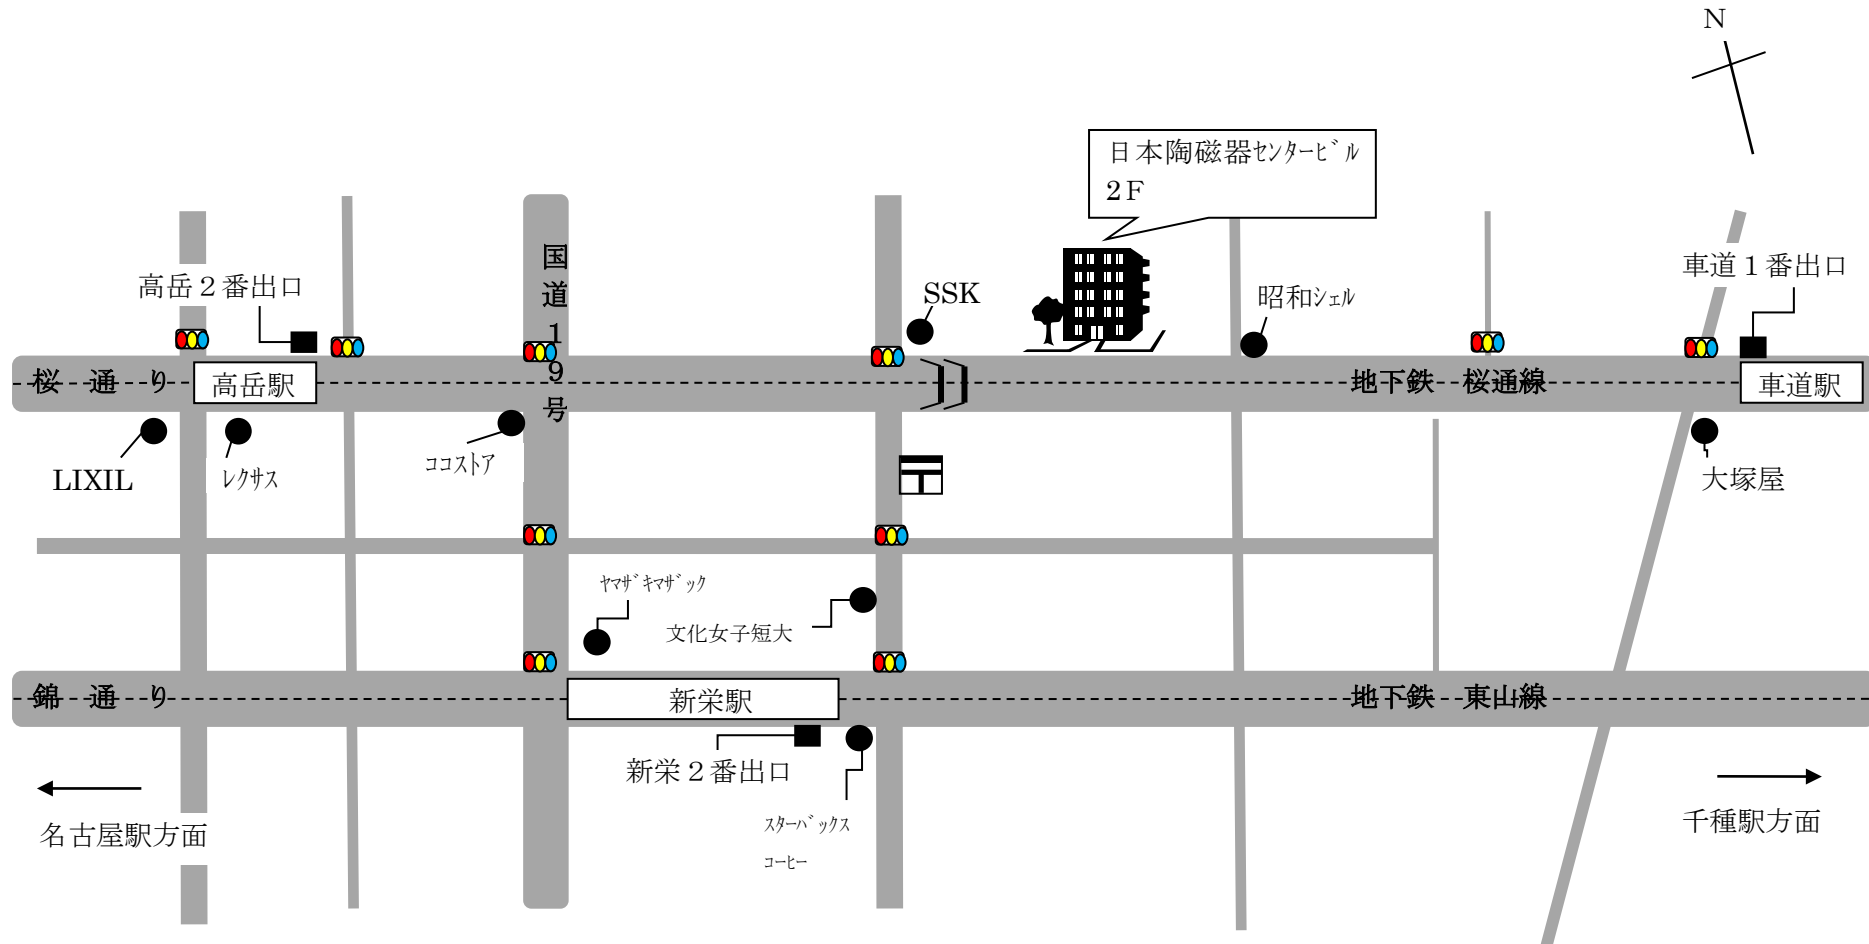 N
日本陶磁器ｾﾝﾀｰﾋﾞﾙ
２F
国道１９号
高岳２番出口
SSK
昭和ｼｪﾙ
車道１番出口
桜　通　り
高岳駅
地下鉄　桜通線
車道駅
LIXIL
ﾚｸｻｽ
ｺｺｽﾄｱ
大塚屋
ﾔﾏｻﾞｷﾏｻﾞｯｸ
文化女子短大
錦　通　り
新栄駅
地下鉄　東山線
新栄２番出口
ｽﾀｰﾊﾞｯｸｽ
ｺｰﾋｰ
名古屋駅方面
千種駅方面